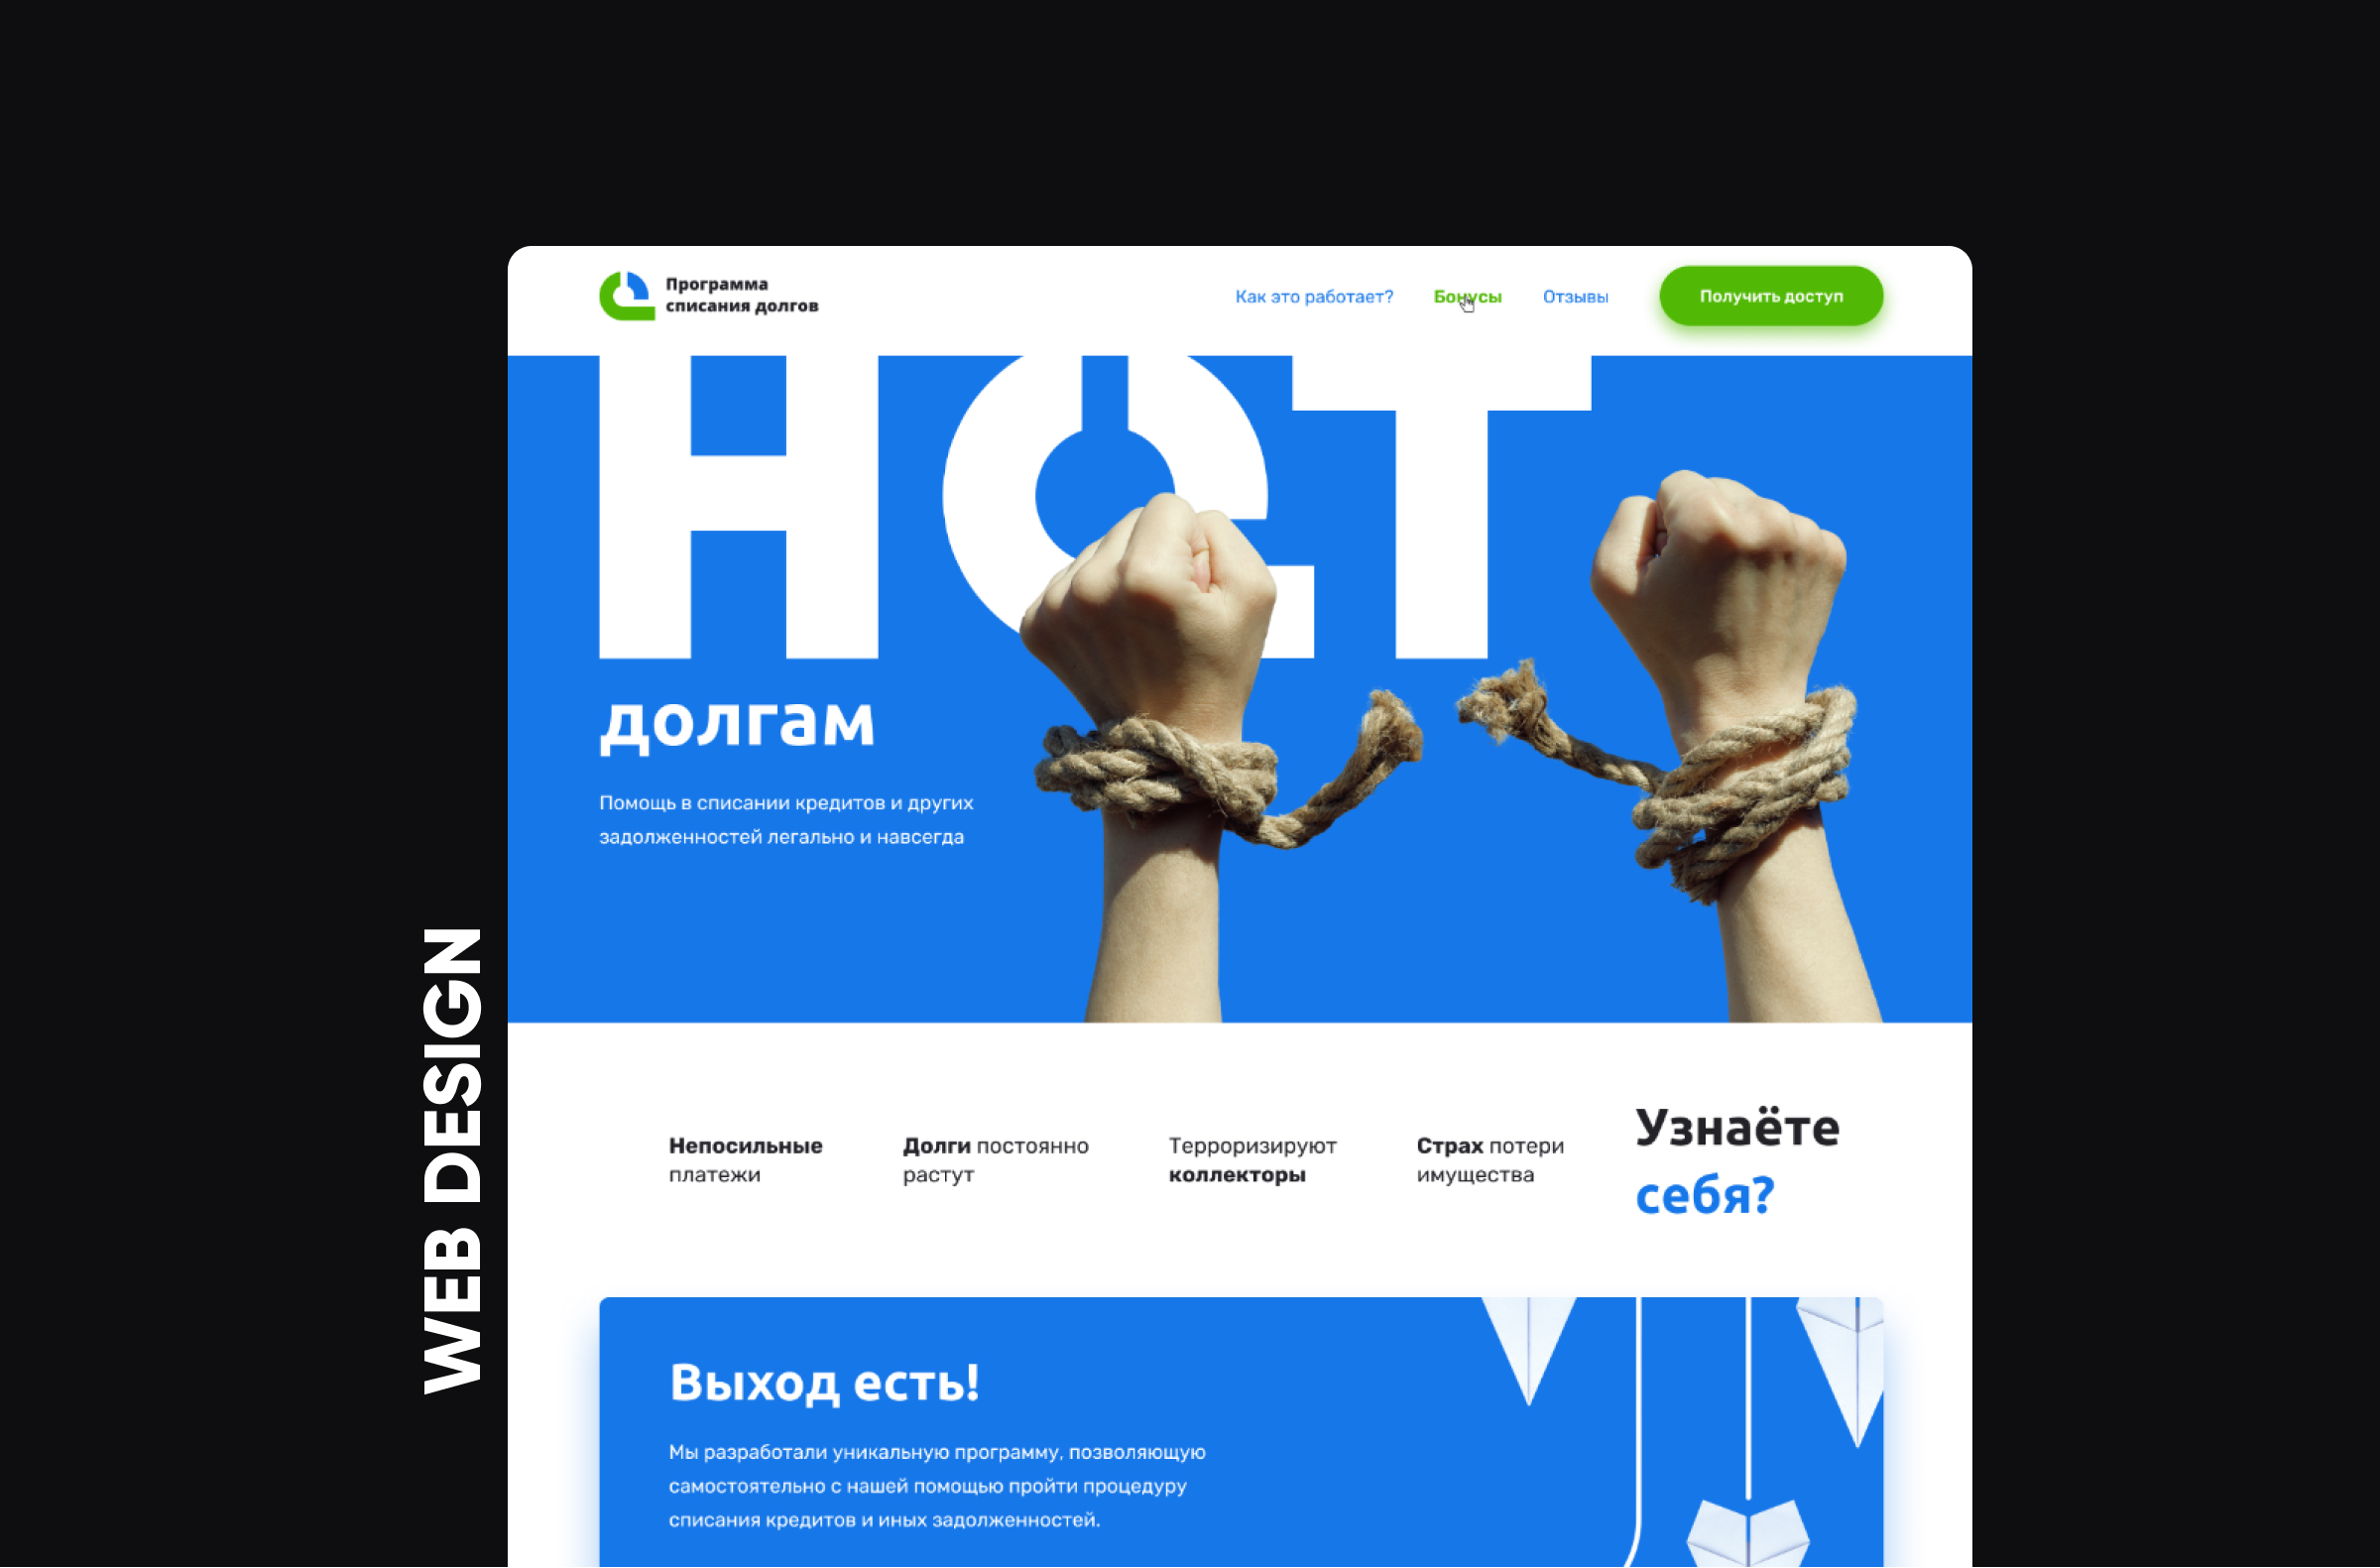 Программа
списания долгов
Как это работает?
Бонусы
Отзывы
Получить доступ
нет
долгам
Помощь в списании кредитов и других
задолженностей легально и навсегда
WEB DESIGN
Непосильные
платежи
Долги постоянно
растут
Терроризируют
коллекторы
Страх потери
имущества
Узнаёте
себя?
Выход есть!
Мы разработали уникальную программу, позволяющую
самостоятельно с нашей помощью пройти процедуру
списания кредитов и иных задолженностей.